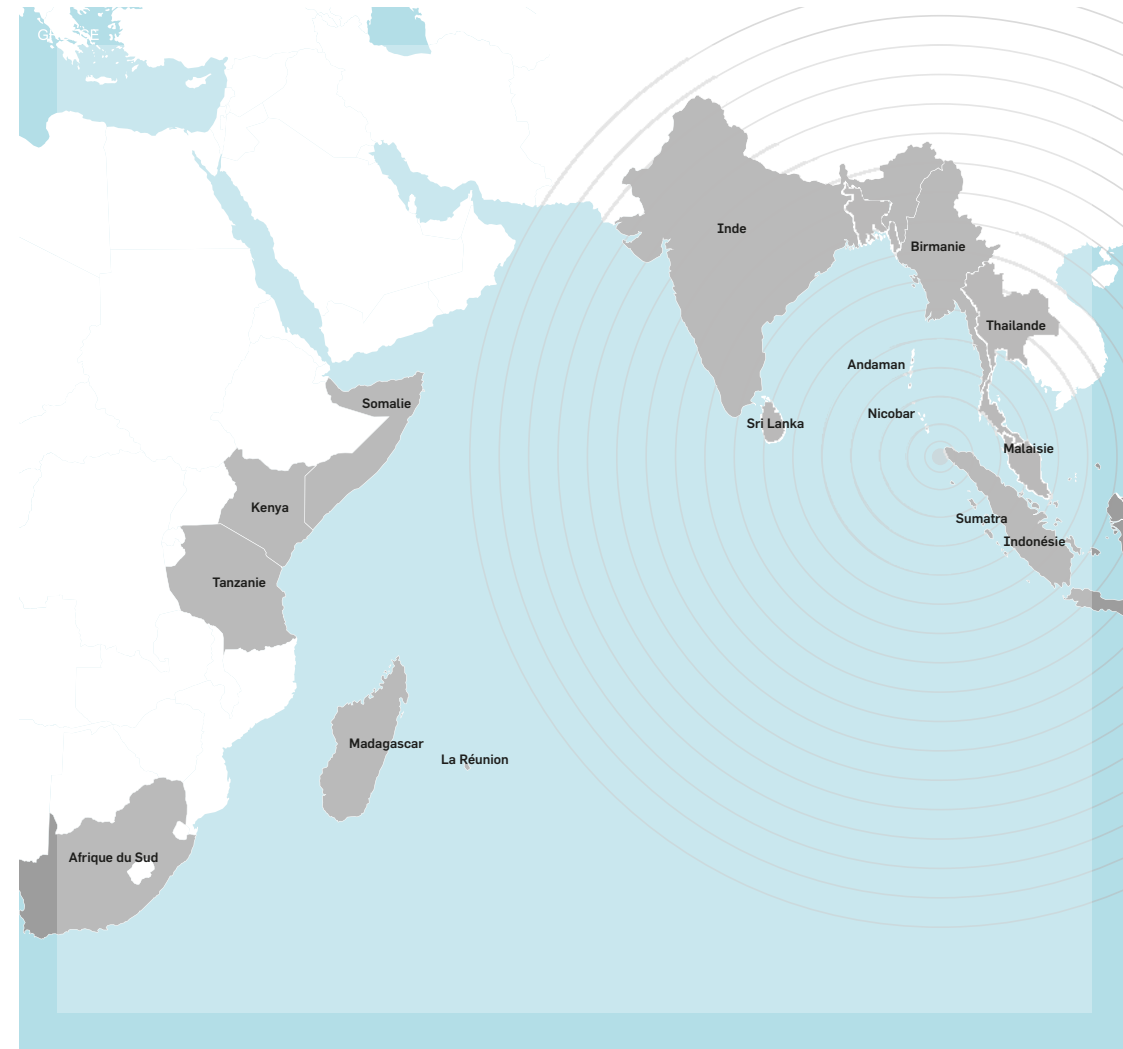 GRÈCE
Inde
Birmanie
Thaïlande
Andaman
Somalie
Nicobar
Sri Lanka
Malaisie
Kenya
Sumatra
Indonésie
Tanzanie
Madagascar
La Réunion
Afrique du Sud